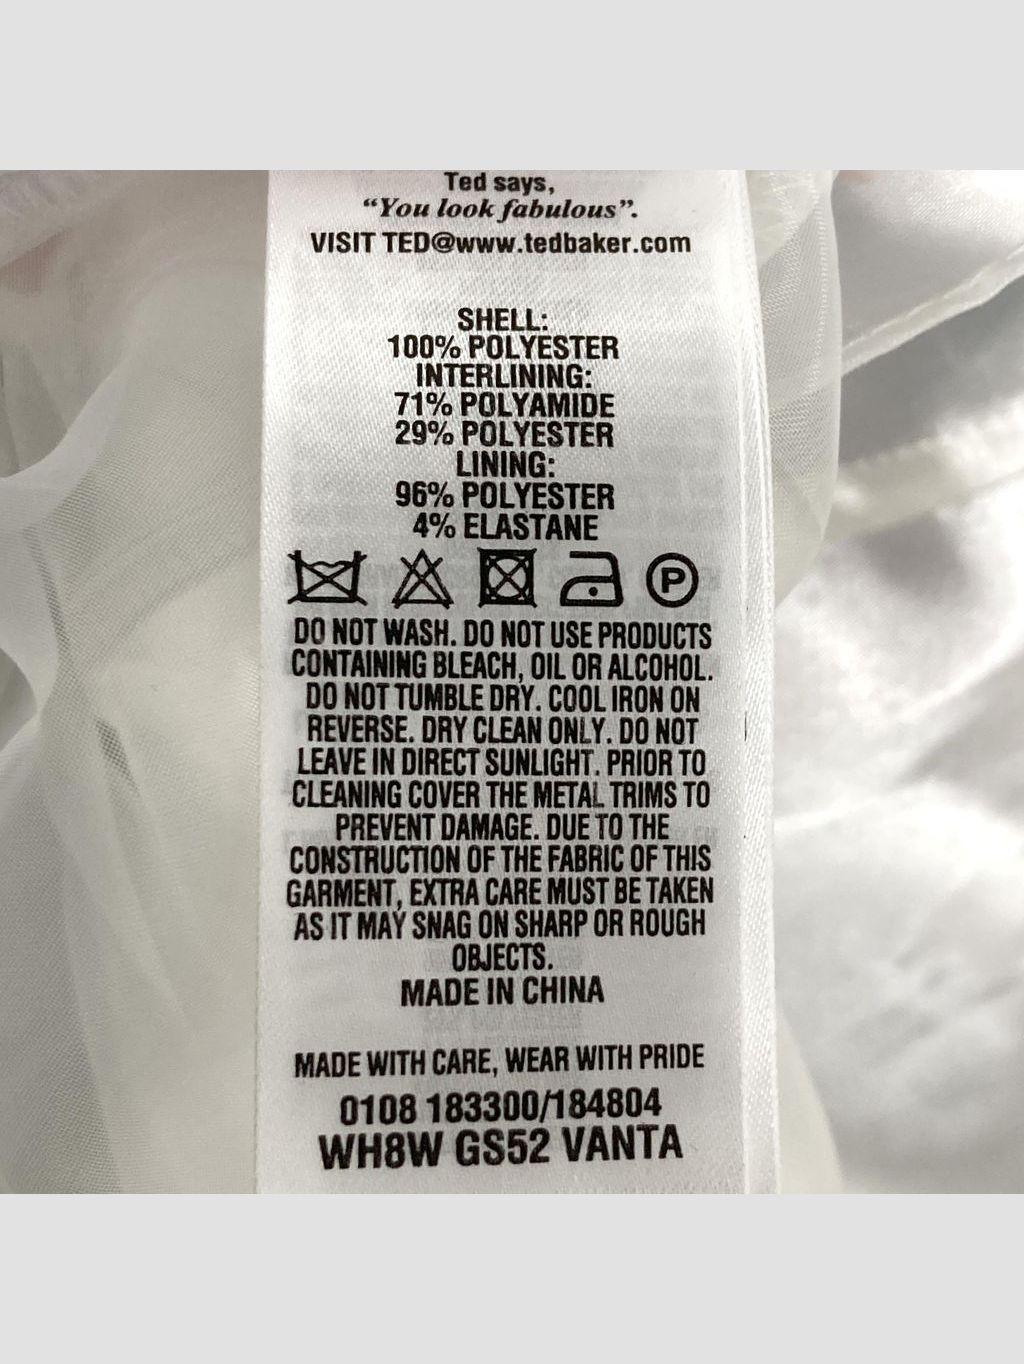 Ted says,
“You look fabulous”.
VISIT TED@www.tedbaker.com
SHELL:
100% POLYESTER
INTERLINING:
71% POLYAMIDE
29% POLYESTER
LINING:
96% POLYESTER
4% ELASTANE
P
DO NOT WASH. DO NOT USE PRODUCTS
CONTAINING BLEACH, OIL OR ALCOHOL.
DO NOT TUMBLE DRY. COOL IRON ON
REVERSE. DRY CLEAN ONLY. DO NOT
LEAVE IN DIRECT SUNLIGHT. PRIOR TO
CLEANING COVER THE METAL TRIMS TO
PREVENT DAMAGE. DUE TO THE
CONSTRUCTION OF THE FABRIC OF THIS
GARMENT, EXTRA CARE MUST BE TAKEN
AS IT MAY SNAG ON SHARP OR ROUGH
OBJECTS.
MADE IN CHINA
MADE WITH CARE, WEAR WITH PRIDE
0108 183300/184804
WH8W GS52 VANTA